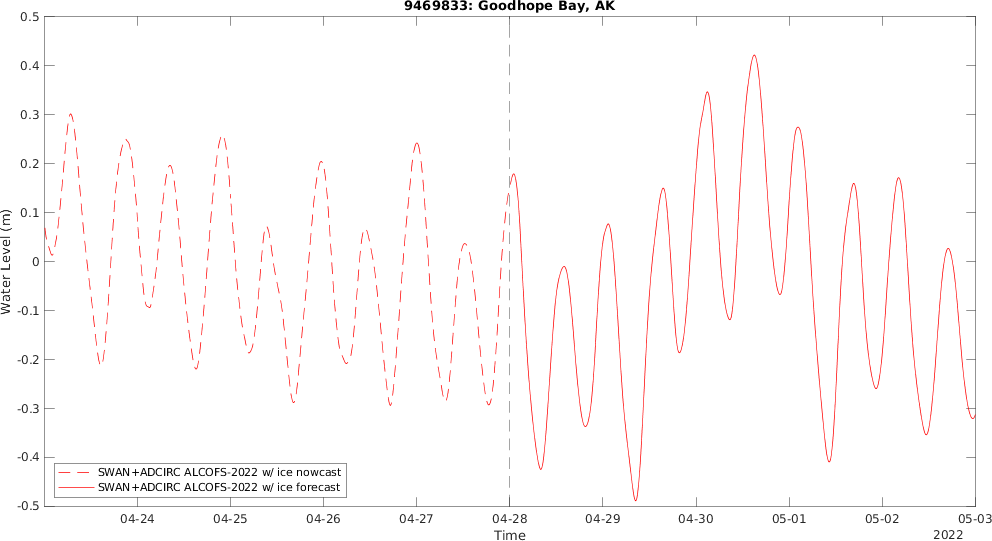 9469833: Goodhope Bay, AK
Water Level (m)
0.5
0.4
0.3
0.2
0.1
0
-0.1
-0.2
-0.3
-0.4
-0.5
SWAN+ADCIRC ALCOFS-2022 w/ ice nowcast
SWAN+ADCIRC ALCOFS-2022 w/ ice forecast
04-24 04-25 04-26 04-27 04-28 04-29 04-30 05-01 05-02 05-03
Time
2022